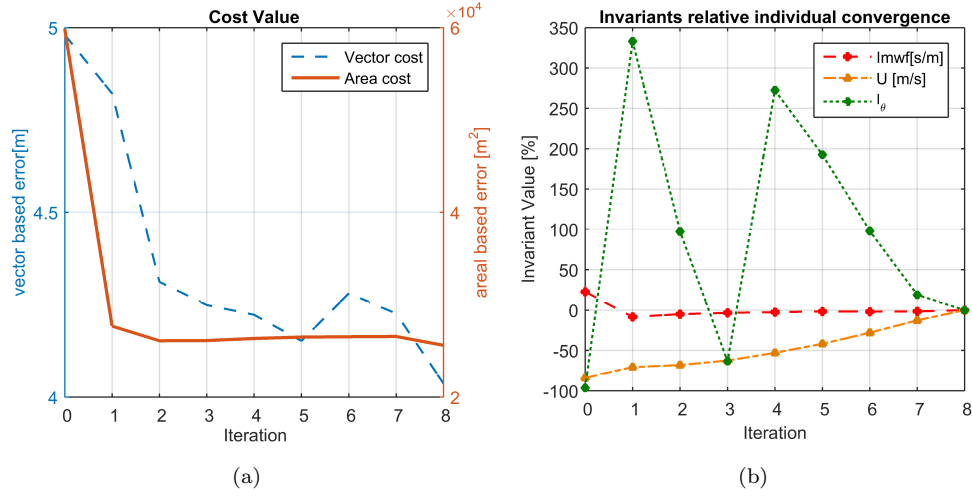 Cost Value
×10⁴
5
6
Vector cost
Area cost
vector based error[m]
4.5
4
areal based error [m²]
4
2
0 1 2 3 4 5 6 7 8
Iteration
(a)
Invariants relative individual convergence
350
300
250
200
150
100
50
0
-50
-100
Imwf[s/m]
U [m/s]
I_θ
Invariant Value [%]
0 1 2 3 4 5 6 7 8
Iteration
(b)